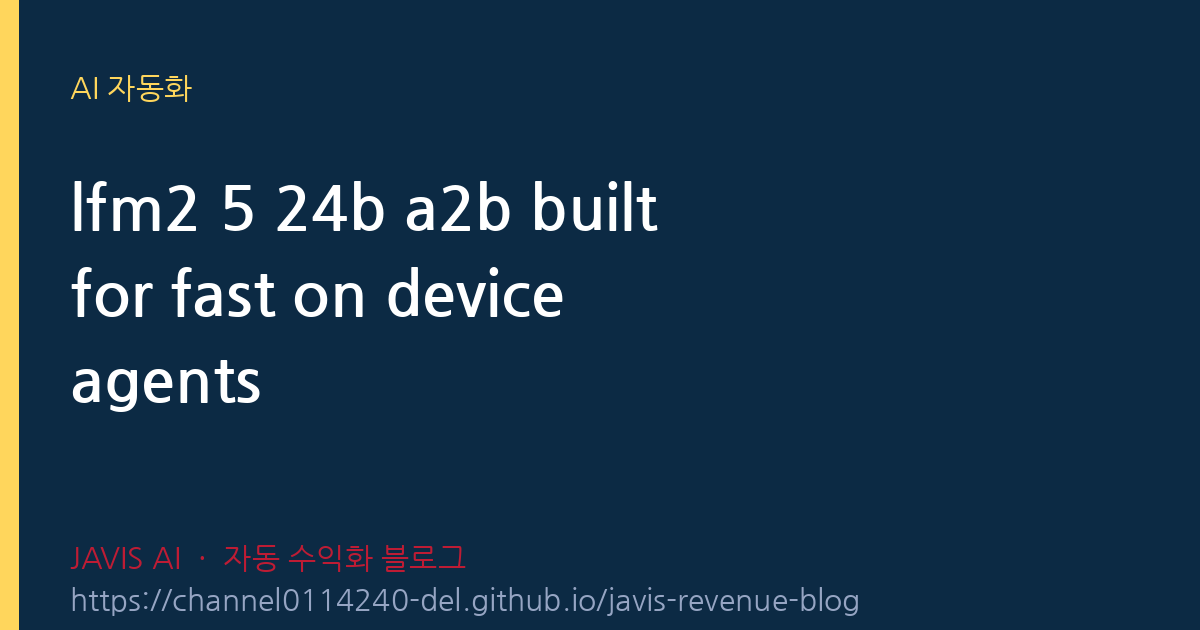 AI 자동화
lfm2 5 24b a2b built
for fast on device
agents
JAVIS AI · 자동 수익화 블로그
https://channel0114240-del.github.io/javis-revenue-blog